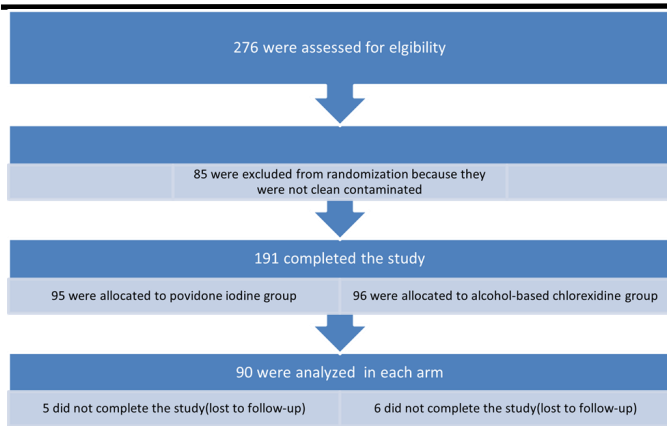 276 were assessed for elgibility
85 were excluded from randomization because they
were not clean contaminated
191 completed the study
95 were allocated to povidone iodine group
96 were allocated to alcohol-based chlorexidine group
90 were analyzed in each arm
5 did not complete the study(lost to follow-up)
6 did not complete the study(lost to follow-up)